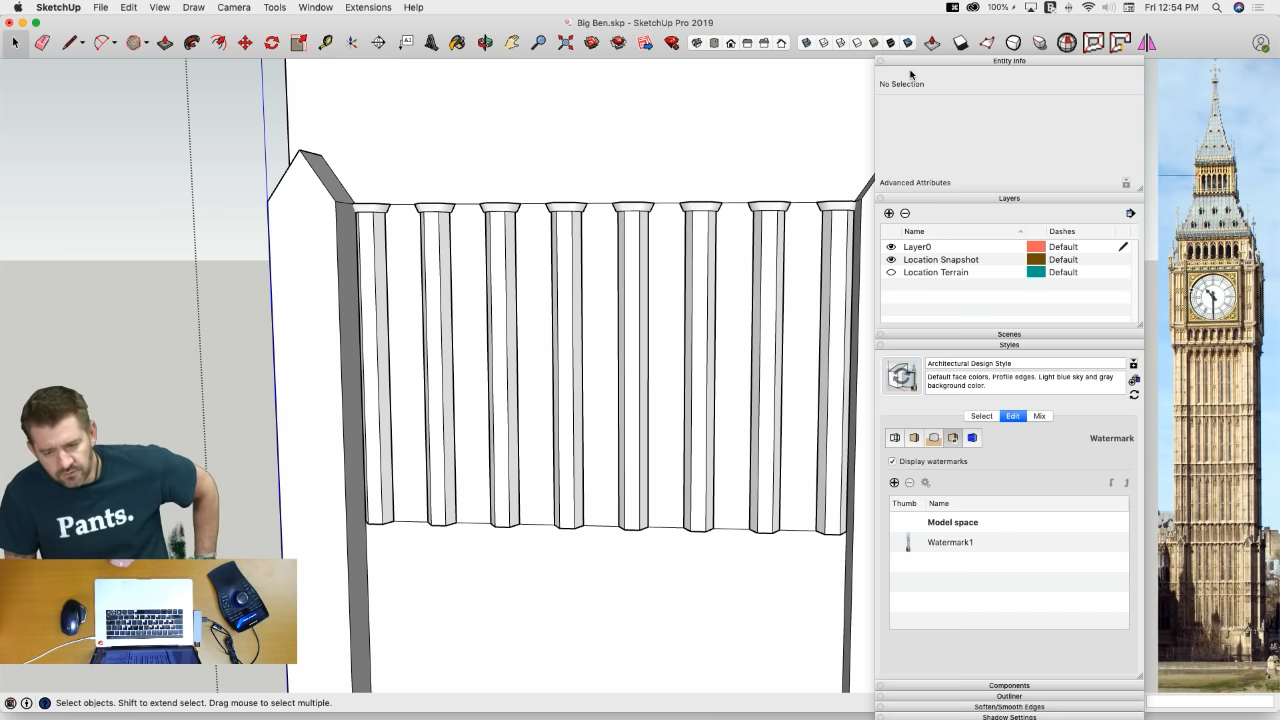 SketchUp File Edit View Draw Camera Tools Window Extensions Help 100% Fri 12:54 PM
Big Ben.skp - SketchUp Pro 2019
Entity Info
No Selection
Advanced Attributes
Layers
Name Dashes
Layer0 Default
Location Snapshot Default
Location Terrain Default
Scenes
Styles
Architectural Design Style
Default face colors. Profile edges. Light blue sky and gray
background color.
Select Edit Mix
Watermark
Display watermarks
Thumb Name
Model space
Watermark1
Pants.
Components
Outliner
Soften/Smooth Edges
Shadow Settings
Select objects. Shift to extend select. Drag mouse to select multiple.